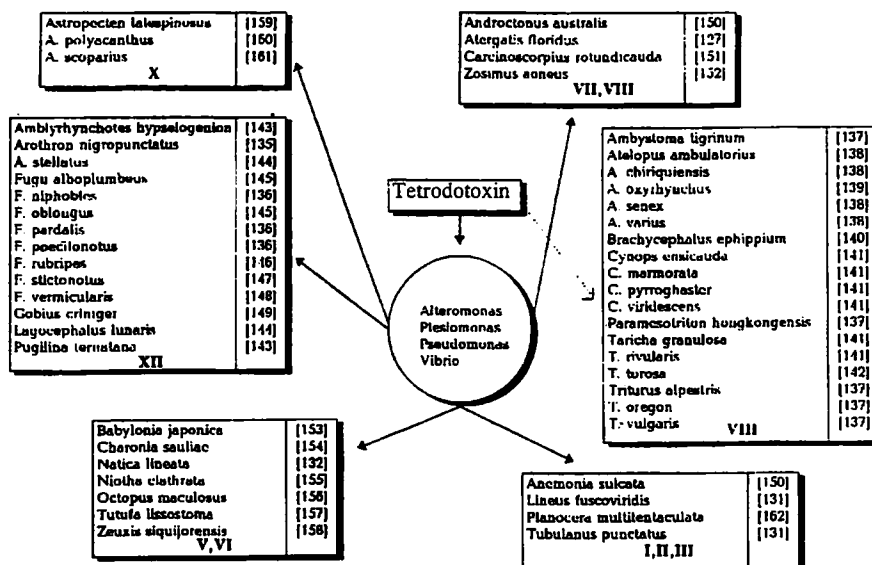 Astropecten latespinosus [159]
A. polyacanthus [160]
A. scoparius [161]
X
Androctonus australis [150]
Atergatis floridus [127]
Carcinoscorpius rotundicauda [151]
Zosimus aoneus [152]
VII, VIII
Amblyrhynchotes hypselogenion [143]
Arothron nigropunctatus [135]
A. stellatus [144]
Fugu alboplumbeus [145]
F. niphobles [136]
F. oblougus [145]
F. pardalis [136]
F. poecilonotus [136]
F. rubripes [146]
F. stictonotus [147]
F. vermicularis [148]
Gobius criniger [149]
Lagocephalus lunaris [144]
Pugilina ternatana [143]
XII
Tetrodotoxin
Alteromonas
Plesiomonas
Pseudomonas
Vibrio
Ambystoma tigrinum [137]
Atelopus ambulatorius [138]
A. chiriquiensis [138]
A. oxyrhynchus [139]
A. senex [138]
A. varius [138]
Brachycephalus ephippium [140]
Cynops ensicauda [141]
C. marmorata [141]
C. pyrroghaster [141]
C. viridescens [141]
Paramesotriton hongkongensis [137]
Taricha granulosa [141]
T. rivularis [141]
T. torosa [142]
Triturus alpestris [137]
T. oregon [137]
T. vulgaris [137]
VIII
Babylonia japonica [153]
Charonia sauliae [154]
Natica lineata [132]
Niotha clathrata [155]
Octopus maculosus [156]
Tutufa lissostoma [157]
Zeuxis siquijorensis [158]
V, VI
Anemonia sulcata [150]
Lineus fuscoviridis [131]
Planocera multitentaculata [162]
Tubulanus punctatus [131]
I, II, III